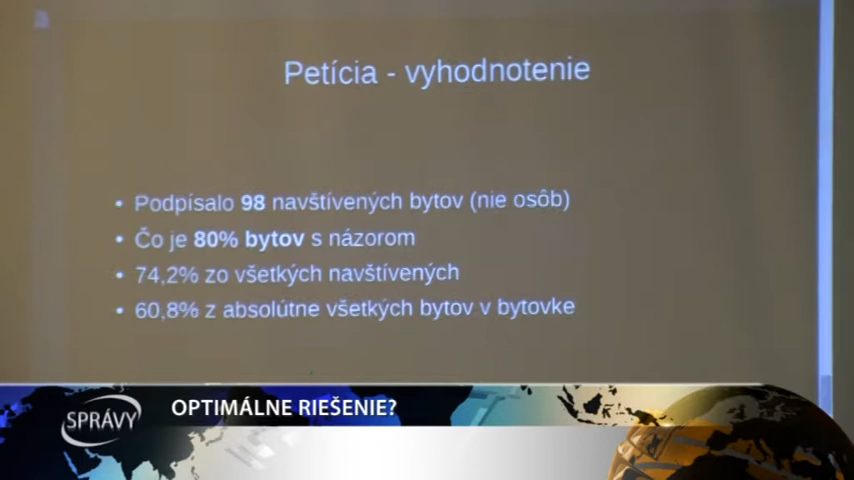 Petícia - vyhodnotenie
• Podpísalo 98 navštívených bytov (nie osôb)
• Čo je 80% bytov s názorom
• 74,2% zo všetkých navštívených
• 60,8% z absolútne všetkých bytov v bytovke
SPRÁVY
OPTIMÁLNE RIEŠENIE?